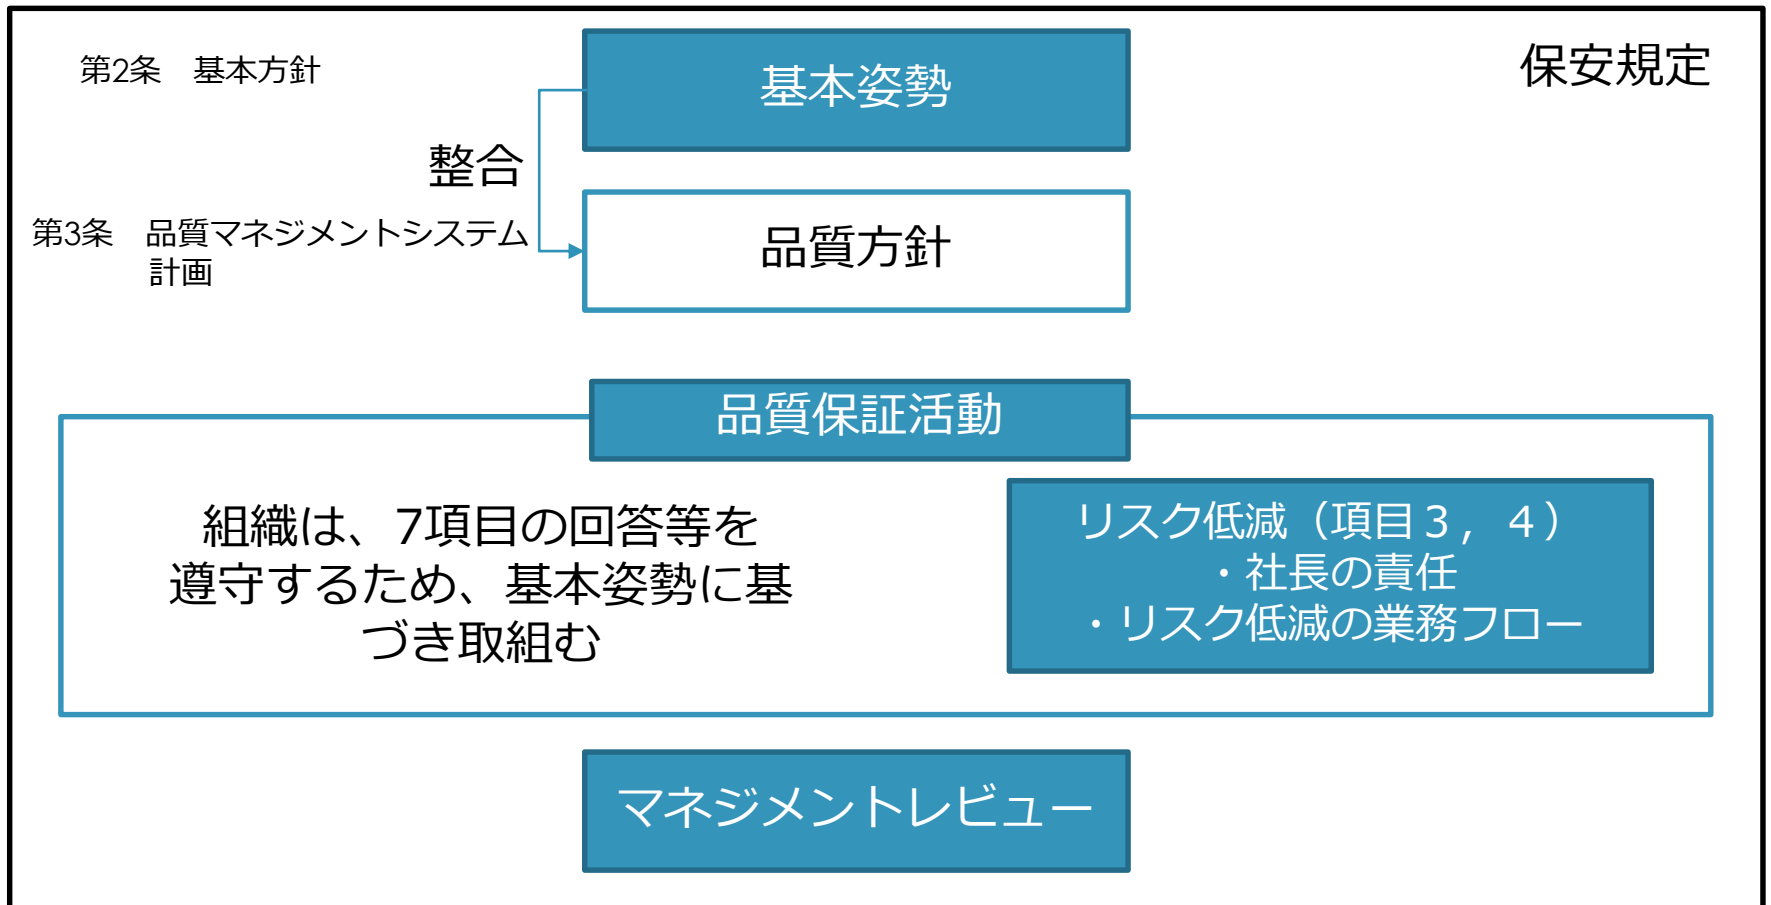 第2条　基本方針
基本姿勢
保安規定
整合
第3条　品質マネジメントシステム
計画
品質方針
品質保証活動
組織は、7項目の回答等を
遵守するため、基本姿勢に基
づき取組む
リスク低減（項目３，４）
・社長の責任
・リスク低減の業務フロー
マネジメントレビュー